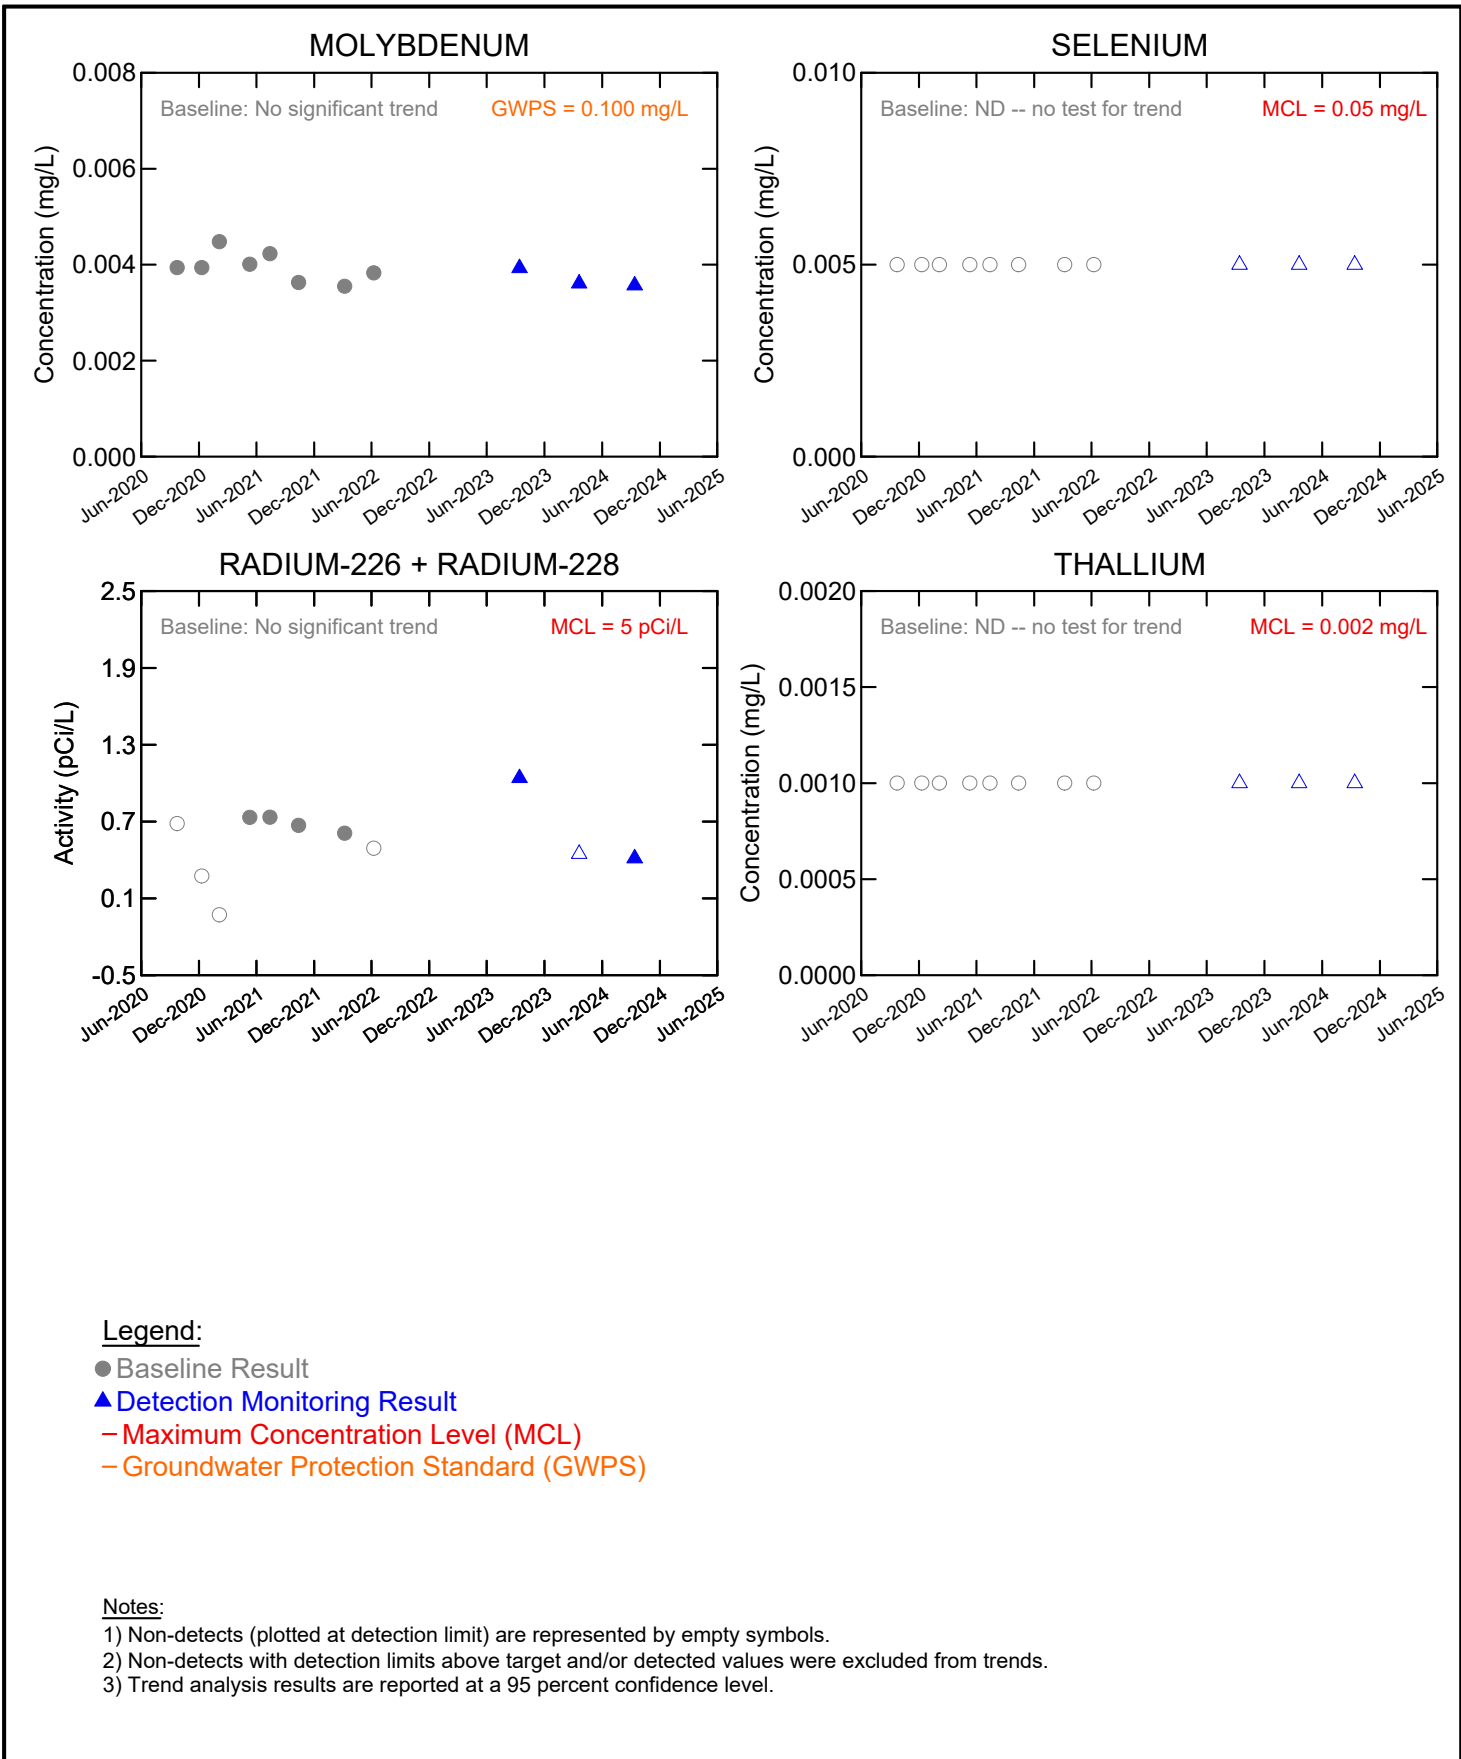 MOLYBDENUM
Baseline: No significant trend
GWPS = 0.100 mg/L
Concentration (mg/L)
0.008
0.006
0.004
0.002
0.000
Jun-2020
Dec-2020
Jun-2021
Dec-2021
Jun-2022
Dec-2022
Jun-2023
Dec-2023
Jun-2024
Dec-2024
Jun-2025
SELENIUM
Baseline: ND -- no test for trend
MCL = 0.05 mg/L
Concentration (mg/L)
0.010
0.005
0.000
Jun-2020
Dec-2020
Jun-2021
Dec-2021
Jun-2022
Dec-2022
Jun-2023
Dec-2023
Jun-2024
Dec-2024
Jun-2025
RADIUM-226 + RADIUM-228
Baseline: No significant trend
MCL = 5 pCi/L
Activity (pCi/L)
2.5
1.9
1.3
0.7
0.1
-0.5
Jun-2020
Dec-2020
Jun-2021
Dec-2021
Jun-2022
Dec-2022
Jun-2023
Dec-2023
Jun-2024
Dec-2024
Jun-2025
THALLIUM
Baseline: ND -- no test for trend
MCL = 0.002 mg/L
Concentration (mg/L)
0.0020
0.0015
0.0010
0.0005
0.0000
Jun-2020
Dec-2020
Jun-2021
Dec-2021
Jun-2022
Dec-2022
Jun-2023
Dec-2023
Jun-2024
Dec-2024
Jun-2025
Legend:
Baseline Result
Detection Monitoring Result
Maximum Concentration Level (MCL)
Groundwater Protection Standard (GWPS)
Notes:
1) Non-detects (plotted at detection limit) are represented by empty symbols.
2) Non-detects with detection limits above target and/or detected values were excluded from trends.
3) Trend analysis results are reported at a 95 percent confidence level.